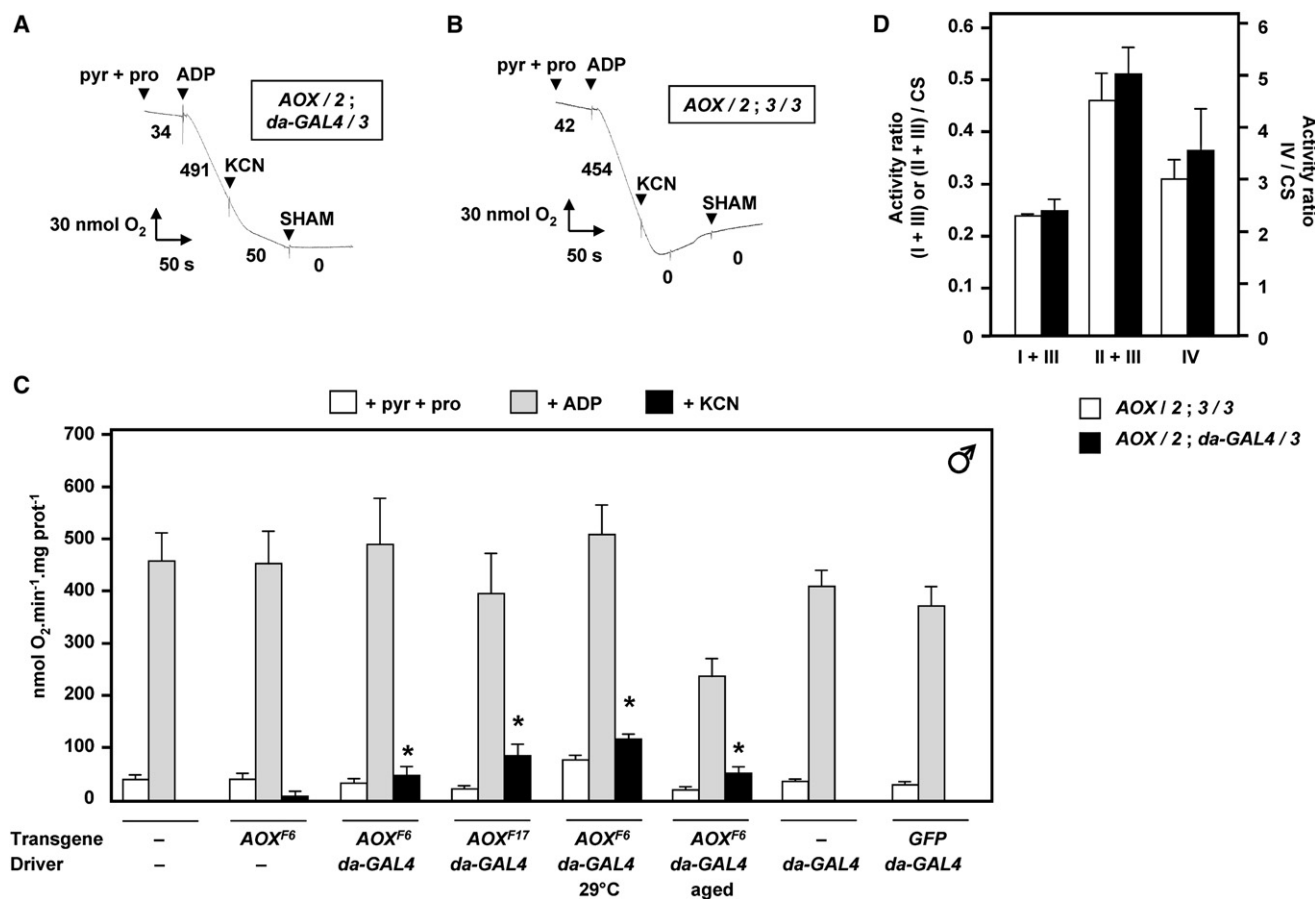 A
pyr + pro
ADP
AOX / 2 ;
da-GAL4 / 3
34
491
KCN
SHAM
30 nmol O2
50 s
50
0
B
pyr + pro
ADP
AOX / 2 ; 3 / 3
42
454
KCN
SHAM
30 nmol O2
50 s
0
0
D
Activity ratio
(I + III) or (II + III) / CS
0.6
0.5
0.4
0.3
0.2
0.1
0
6
5
4
3
2
1
0
Activity ratio
IV / CS
I + III
II + III
IV
AOX / 2 ; 3 / 3
AOX / 2 ; da-GAL4 / 3
C
+ pyr + pro
+ ADP
+ KCN
♂
nmol O2.min-1.mg prot-1
700
600
500
400
300
200
100
0
* * * *
Transgene – AOXF6 AOXF6 AOXF17 AOXF6 AOXF6 – GFP
Driver – – da-GAL4 da-GAL4 da-GAL4 da-GAL4 da-GAL4 da-GAL4
29°C aged